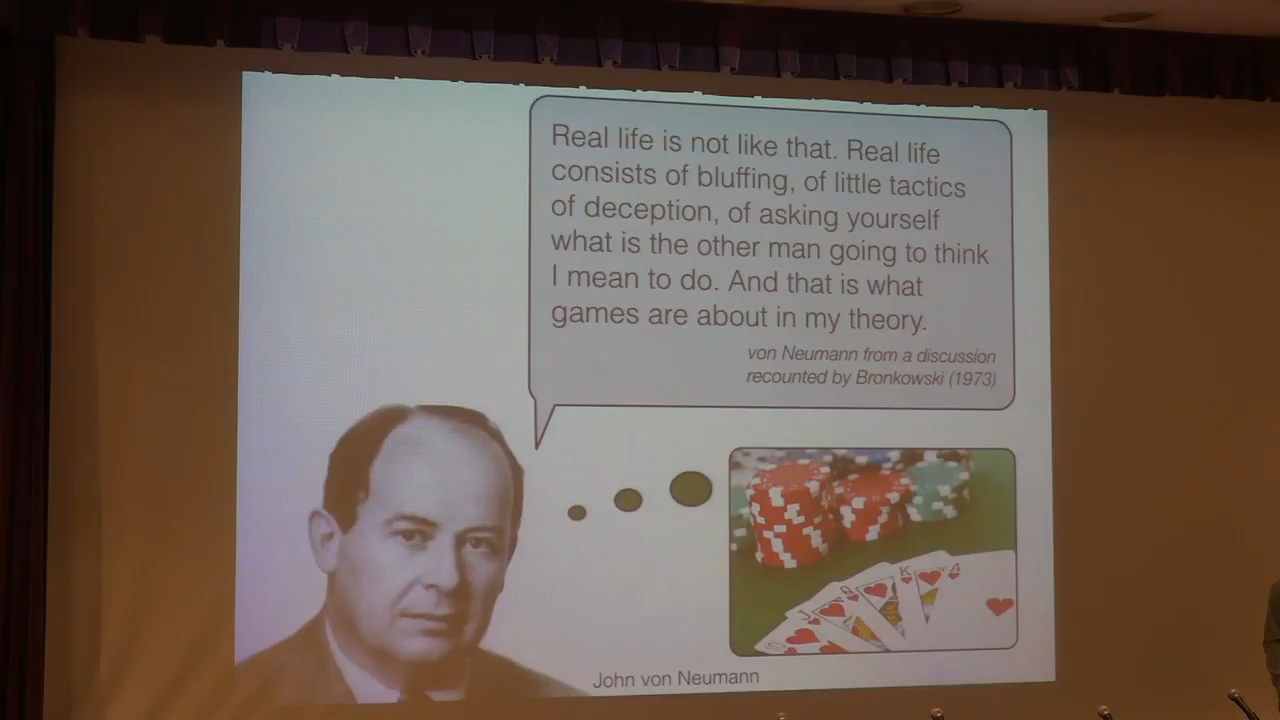 Real life is not like that. Real life
consists of bluffing, of little tactics
of deception, of asking yourself
what is the other man going to think
I mean to do. And that is what
games are about in my theory.
von Neumann from a discussion
recounted by Bronkowski (1973)
J
Q
K
A
John von Neumann